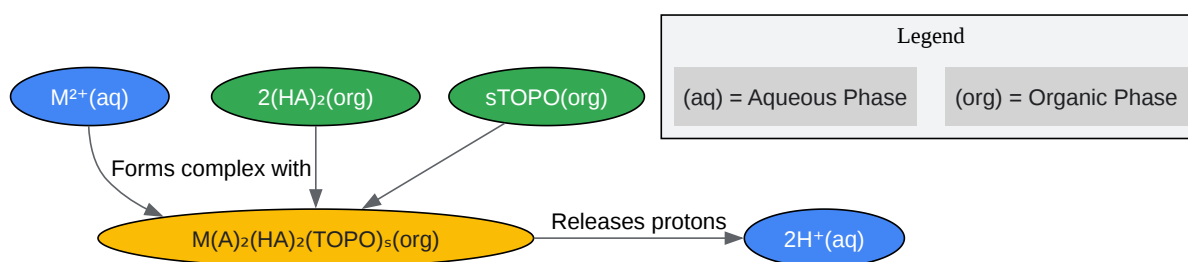 Legend
M²⁺(aq)
2(HA)₂(org)
sTOPO(org)
(aq) = Aqueous Phase
(org) = Organic Phase
Forms complex with
M(A)₂(HA)₂(TOPO)ₛ(org)
Releases protons
2H⁺(aq)